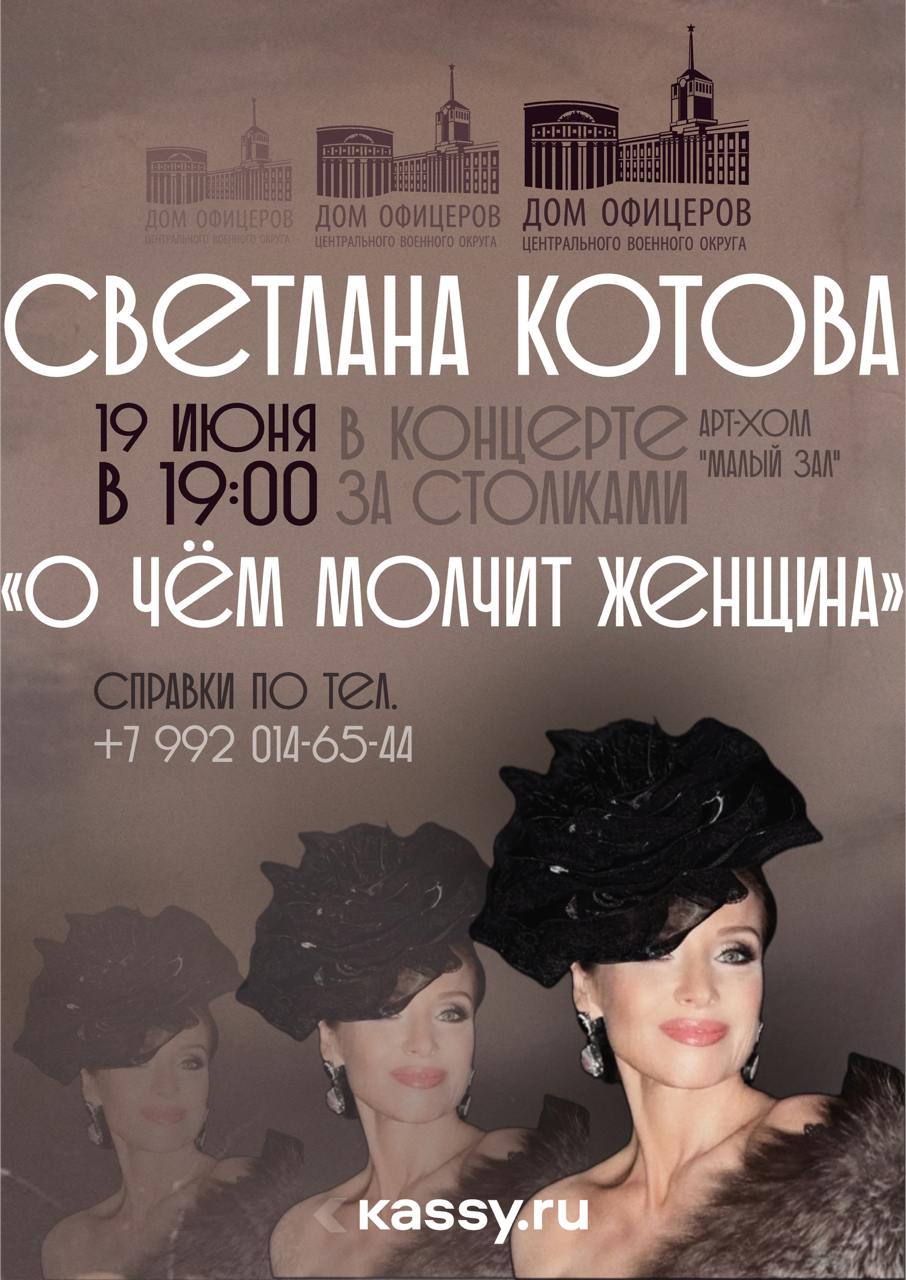 ДОМ ОФИЦЕРОВ
ЦЕНТРАЛЬНОГО ВОЕННОГО ОКРУГА
ДОМ ОФИЦЕРОВ
ЦЕНТРАЛЬНОГО ВОЕННОГО ОКРУГА
ДОМ ОФИЦЕРОВ
ЦЕНТРАЛЬНОГО ВОЕННОГО ОКРУГА
СВЕТЛАНА КОТОВА
19 ИЮНЯ
В 19:00
В КОНЦЕРТЕ
ЗА СТОЛИКАМИ
АРТ-ХОЛЛ
"МАЛЫЙ ЗАЛ"
«О ЧЁМ МОЛЧИТ ЖЕНЩИНА»
СПРАВКИ ПО ТЕЛ.
+7 992 014-65-44
kassy.ru